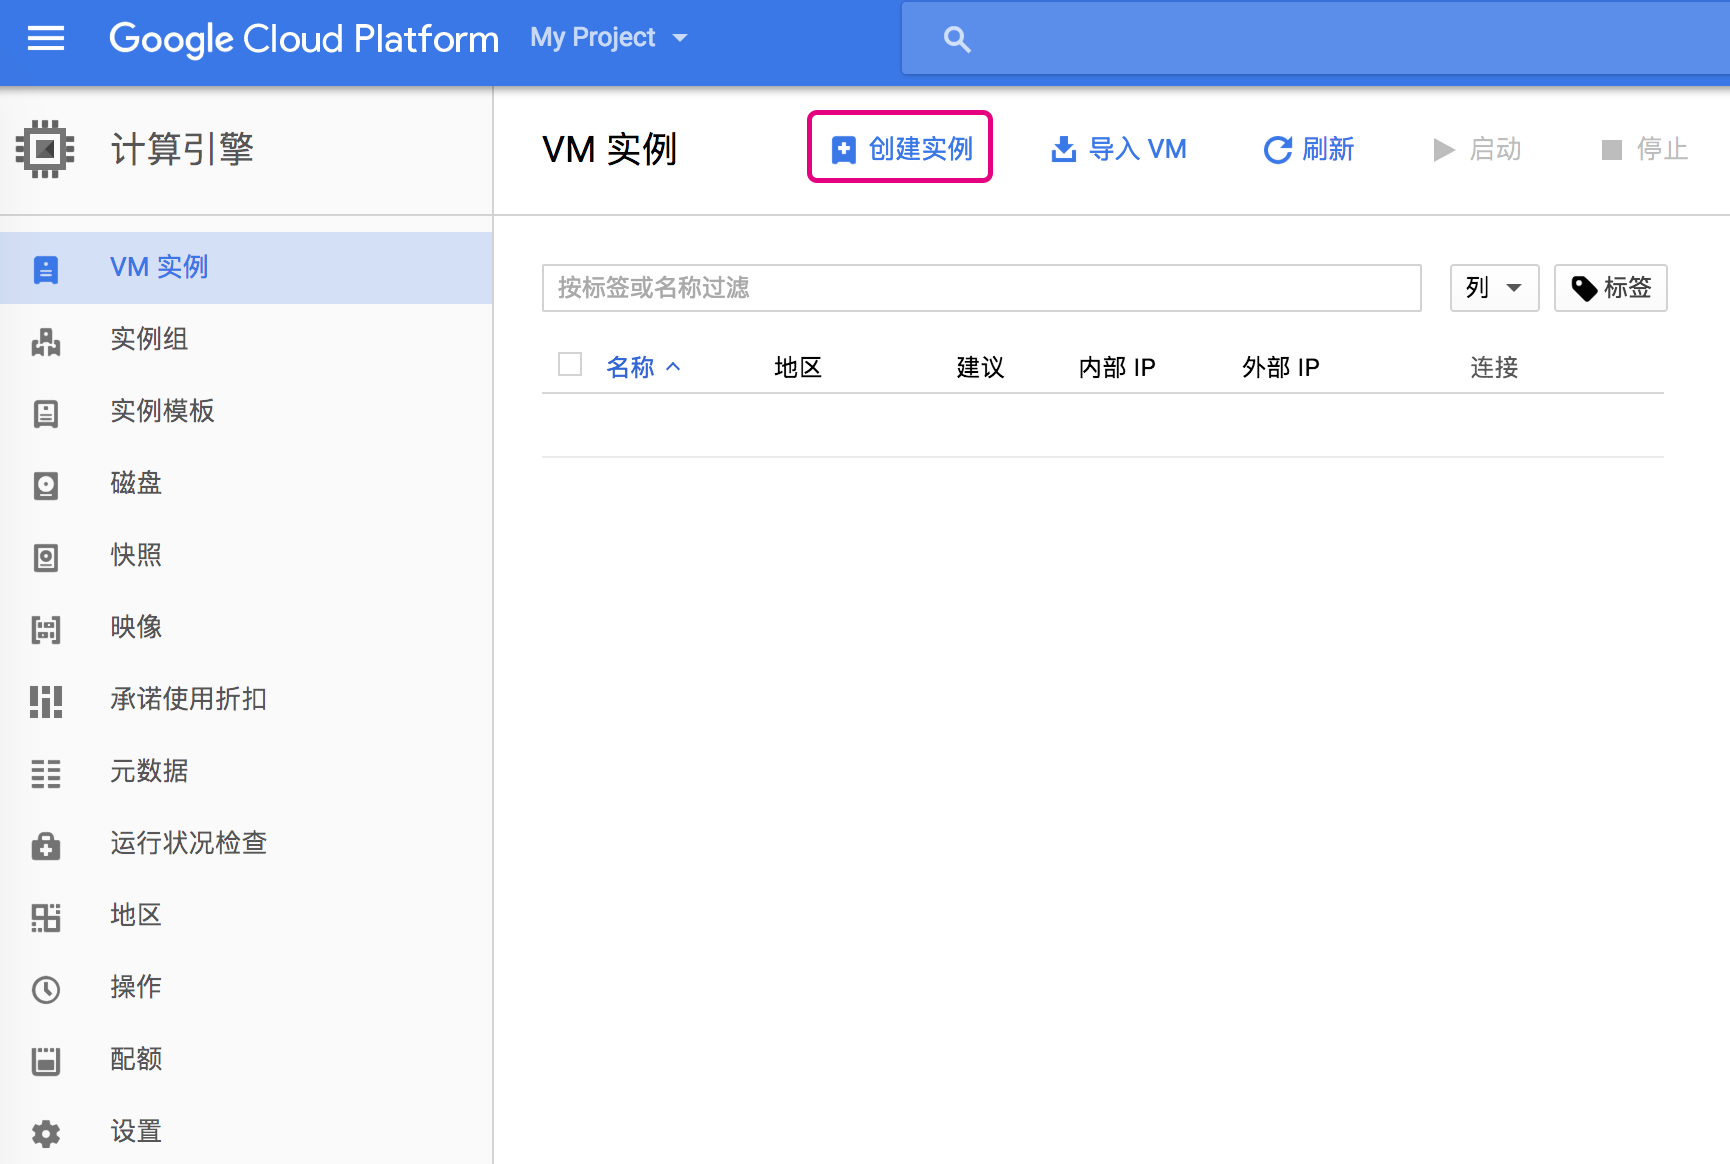 Google Cloud Platform My Project
计算引擎
VM 实例 创建实例 导入 VM 刷新 启动 停止
VM 实例
实例组
实例模板
磁盘
快照
映像
承诺使用折扣
元数据
运行状况检查
地区
操作
配额
设置
按标签或名称过滤 列 标签
名称 地区 建议 内部 IP 外部 IP 连接